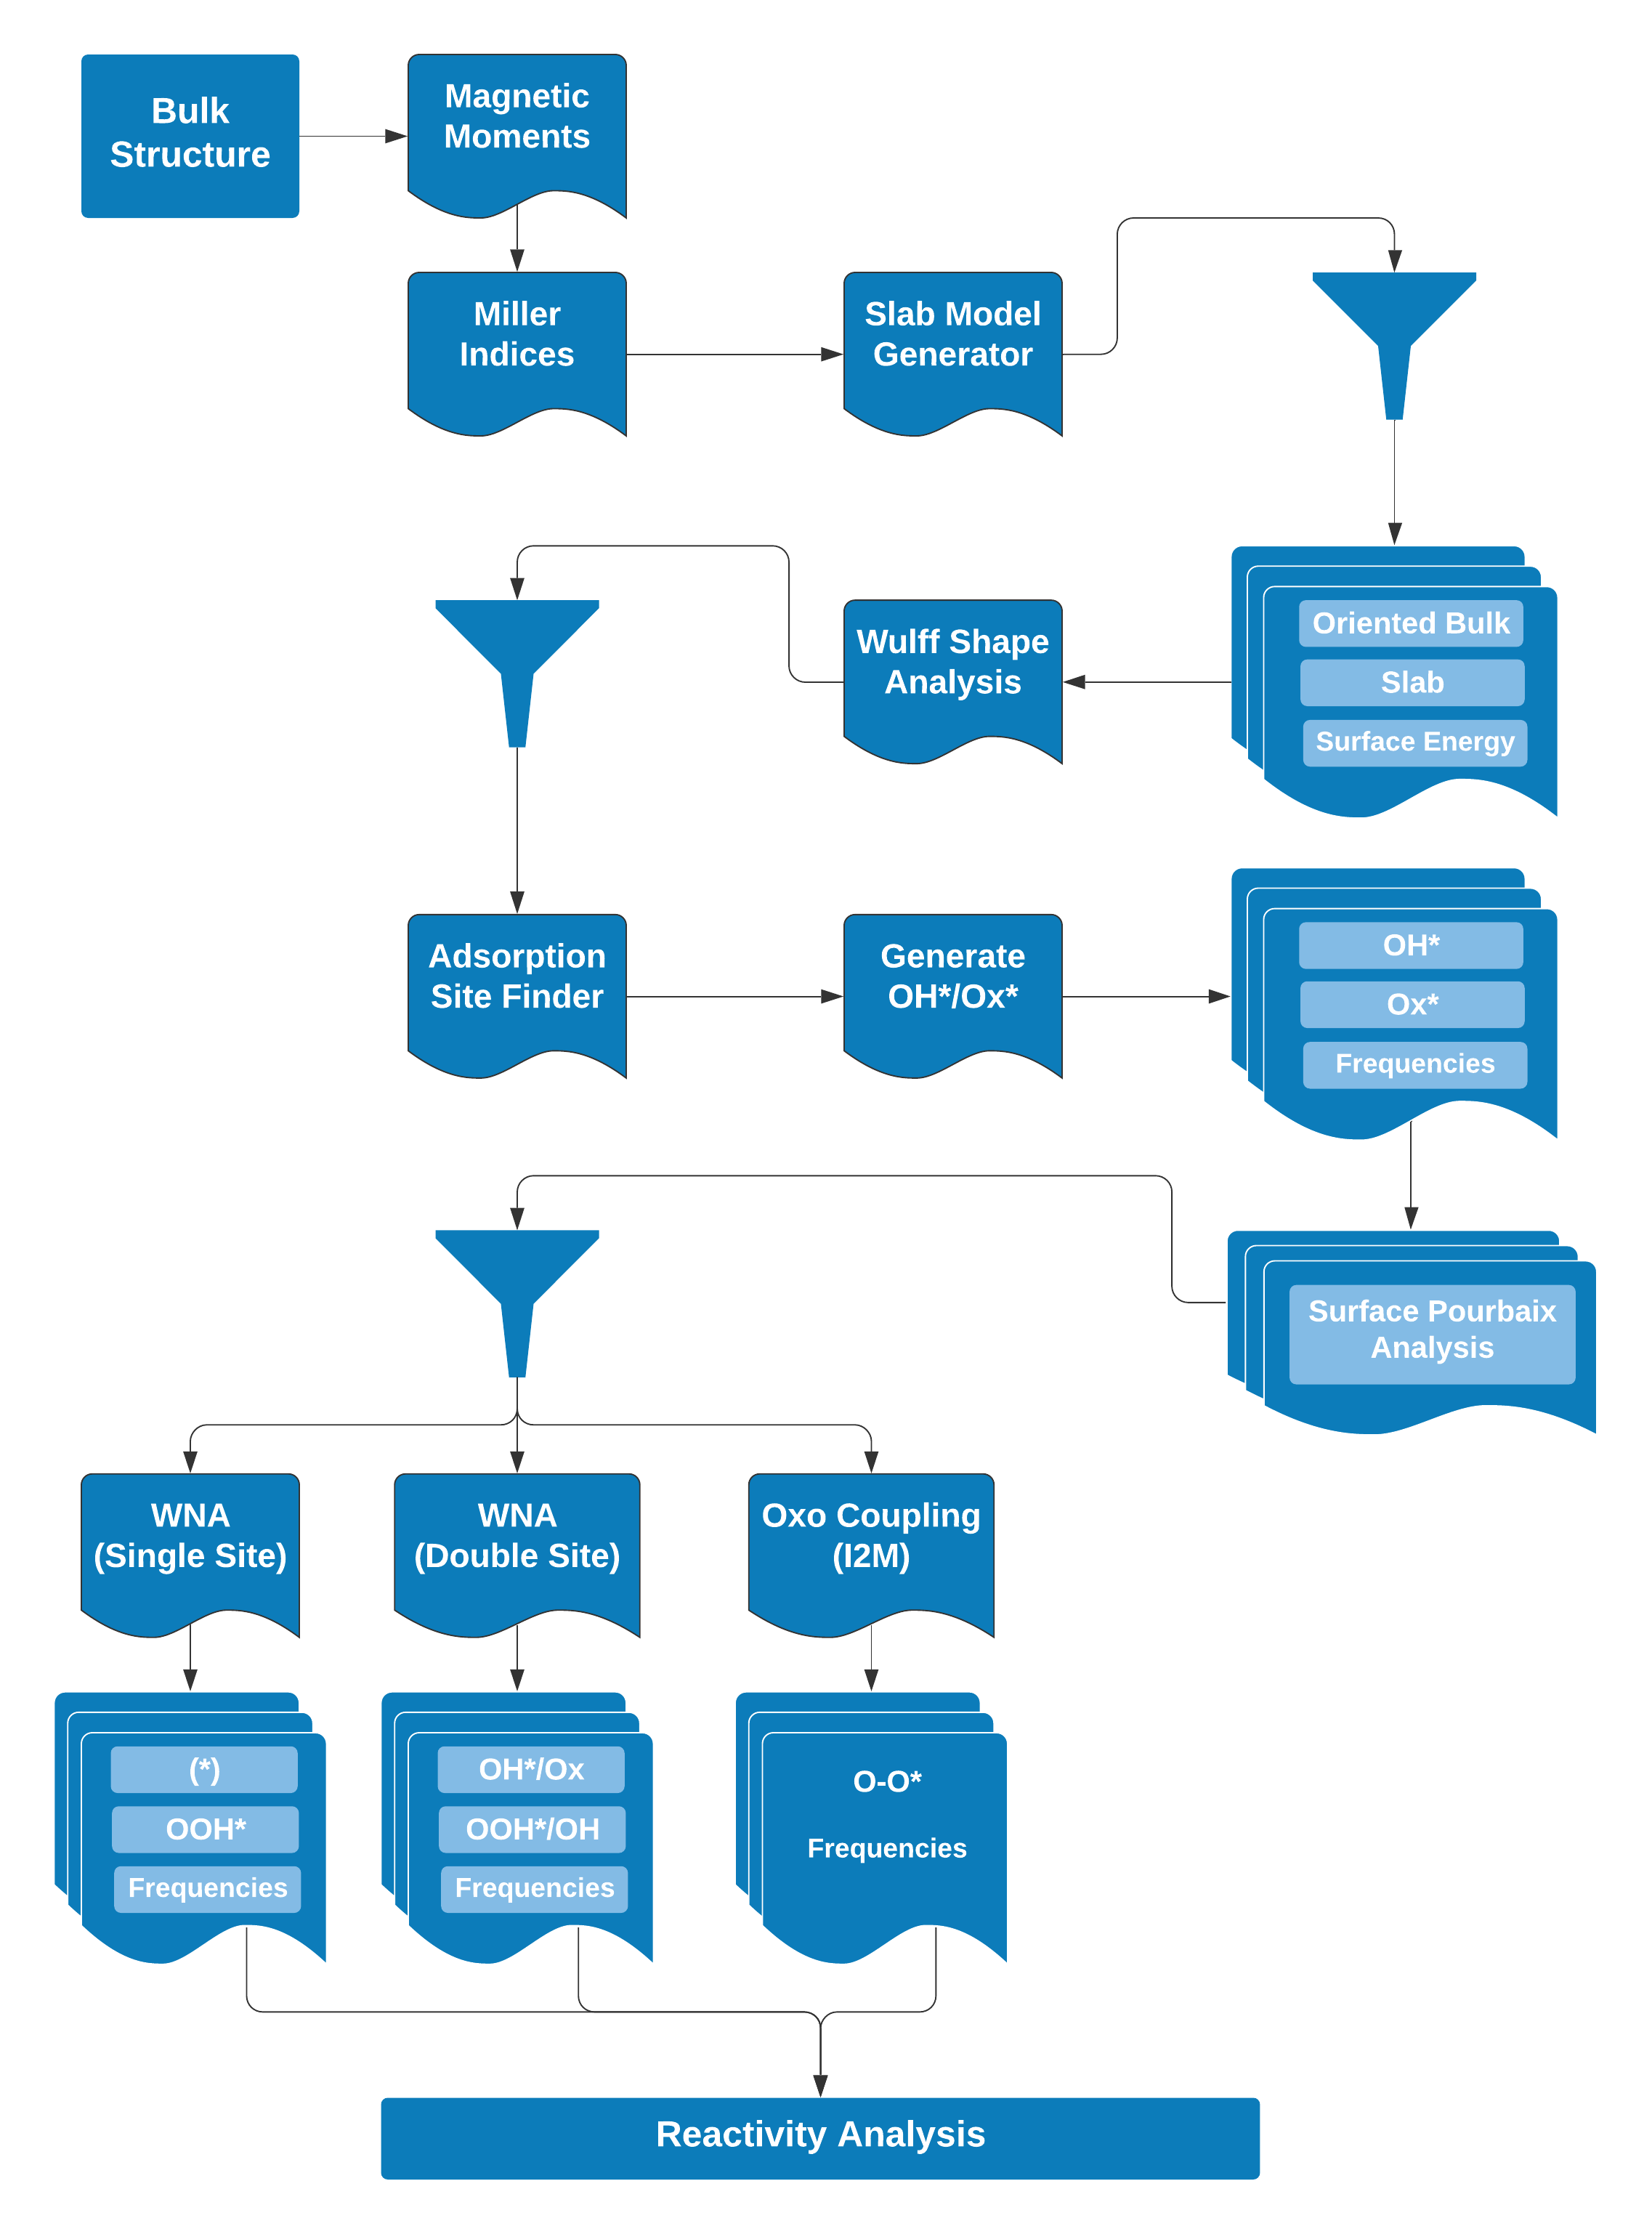 Bulk
Structure
Magnetic
Moments
Miller
Indices
Slab Model
Generator
Oriented Bulk
Slab
Surface Energy
Wulff Shape
Analysis
Adsorption
Site Finder
Generate
OH*/Ox*
OH*
Ox*
Frequencies
Surface Pourbaix
Analysis
WNA
(Single Site)
WNA
(Double Site)
Oxo Coupling
(I2M)
(*)
OOH*
Frequencies
OH*/Ox
OOH*/OH
Frequencies
O-O*
Frequencies
Reactivity Analysis